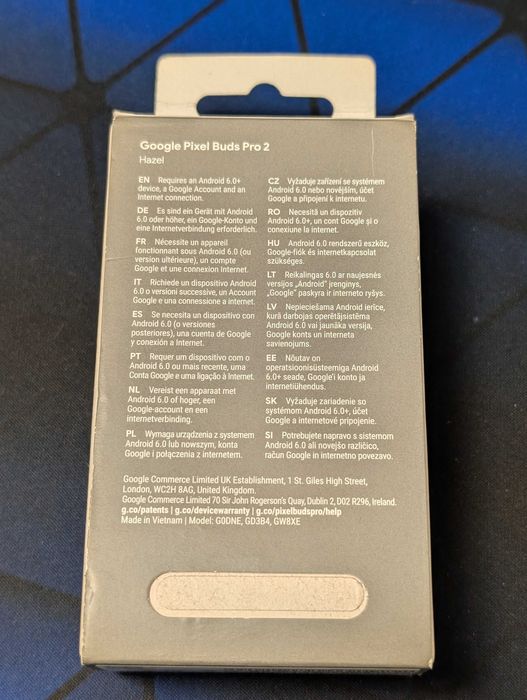 Google Pixel Buds Pro 2
Hazel
EN Requires an Android 6.0+
device, a Google Account and an
Internet connection.
DE Es sind ein Gerät mit Android
6.0 oder höher, ein Google-Konto und
eine Internetverbindung erforderlich.
FR Nécessite un appareil
fonctionnant sous Android 6.0 (ou
version ultérieure), un compte
Google et une connexion Internet.
IT Richiede un dispositivo Android
6.0 o versioni successive, un Account
Google e una connessione a internet.
ES Se necesita un dispositivo con
Android 6.0 (o versiones
posteriores), una cuenta de Google
y conexión a Internet.
PT Requer um dispositivo com o
Android 6.0 ou mais recente, uma
Conta Google e uma ligação à Internet.
NL Vereist een apparaat met
Android 6.0 of hoger, een
Google-account en een
internetverbinding.
PL Wymaga urządzenia z systemem
Android 6.0 lub nowszym, konta
Google i połączenia z internetem.
CZ Vyžaduje zařízení se systémem
Android 6.0 nebo novějším, účet
Google a připojení k internetu.
RO Necesită un dispozitiv
Android 6.0+, un cont Google și o
conexiune la internet.
HU Android 6.0 rendszerű eszköz,
Google-fiók és internetkapcsolat
szükséges.
LT Reikalingas 6.0 ar naujesnės
versijos „Android“ įrenginys,
„Google“ paskyra ir interneto ryšys.
LV Nepieciešama Android ierīce,
kurā darbojas operētājsistēma
Android 6.0 vai jaunāka versija,
Google konts un interneta
savienojums.
EE Nõutav on
operatsioonisüsteemiga Android
6.0+ seade, Google'i konto ja
internetiühendus.
SK Vyžaduje zariadenie so
systémom Android 6.0+, účet
Google a internetové pripojenie.
SI Potrebujete napravo s sistemom
Android 6.0 ali novejšo različico,
račun Google in internetno povezavo.
Google Commerce Limited UK Establishment, 1 St. Giles High Street,
London, WC2H 8AG, United Kingdom.
Google Commerce Limited 70 Sir John Rogerson's Quay, Dublin 2, D02 R296, Ireland.
g.co/patents | g.co/devicewarranty | g.co/pixelbudspro/help
Made in Vietnam | Model: G0DNE, GD3B4, GW8XE